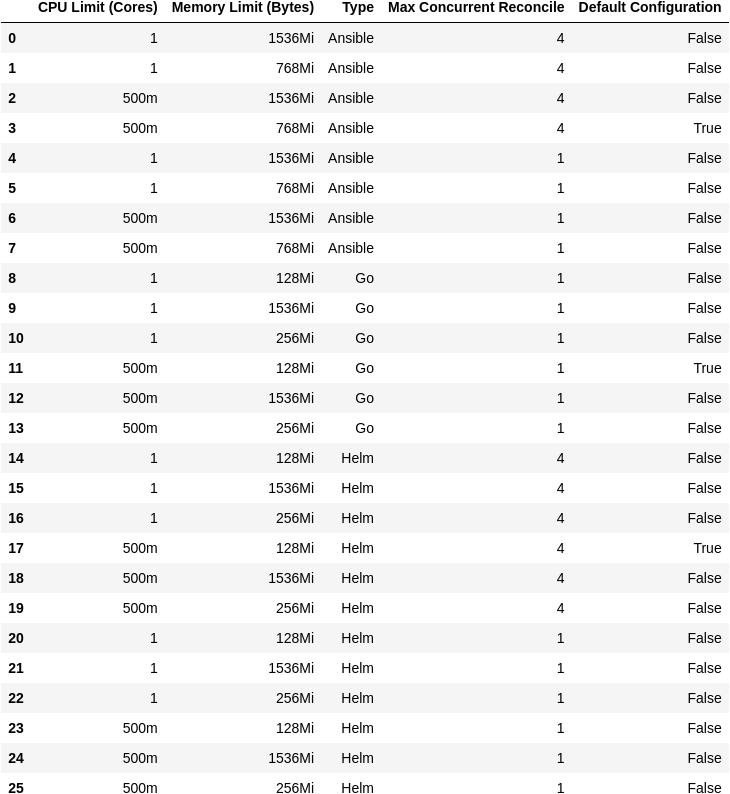 CPU Limit (Cores) Memory Limit (Bytes) Type Max Concurrent Reconcile Default Configuration
0 1 1536Mi Ansible 4 False
1 1 768Mi Ansible 4 False
2 500m 1536Mi Ansible 4 False
3 500m 768Mi Ansible 4 True
4 1 1536Mi Ansible 1 False
5 1 768Mi Ansible 1 False
6 500m 1536Mi Ansible 1 False
7 500m 768Mi Ansible 1 False
8 1 128Mi Go 1 False
9 1 1536Mi Go 1 False
10 1 256Mi Go 1 False
11 500m 128Mi Go 1 True
12 500m 1536Mi Go 1 False
13 500m 256Mi Go 1 False
14 1 128Mi Helm 4 False
15 1 1536Mi Helm 4 False
16 1 256Mi Helm 4 False
17 500m 128Mi Helm 4 True
18 500m 1536Mi Helm 4 False
19 500m 256Mi Helm 4 False
20 1 128Mi Helm 1 False
21 1 1536Mi Helm 1 False
22 1 256Mi Helm 1 False
23 500m 128Mi Helm 1 False
24 500m 1536Mi Helm 1 False
25 500m 256Mi Helm 1 False